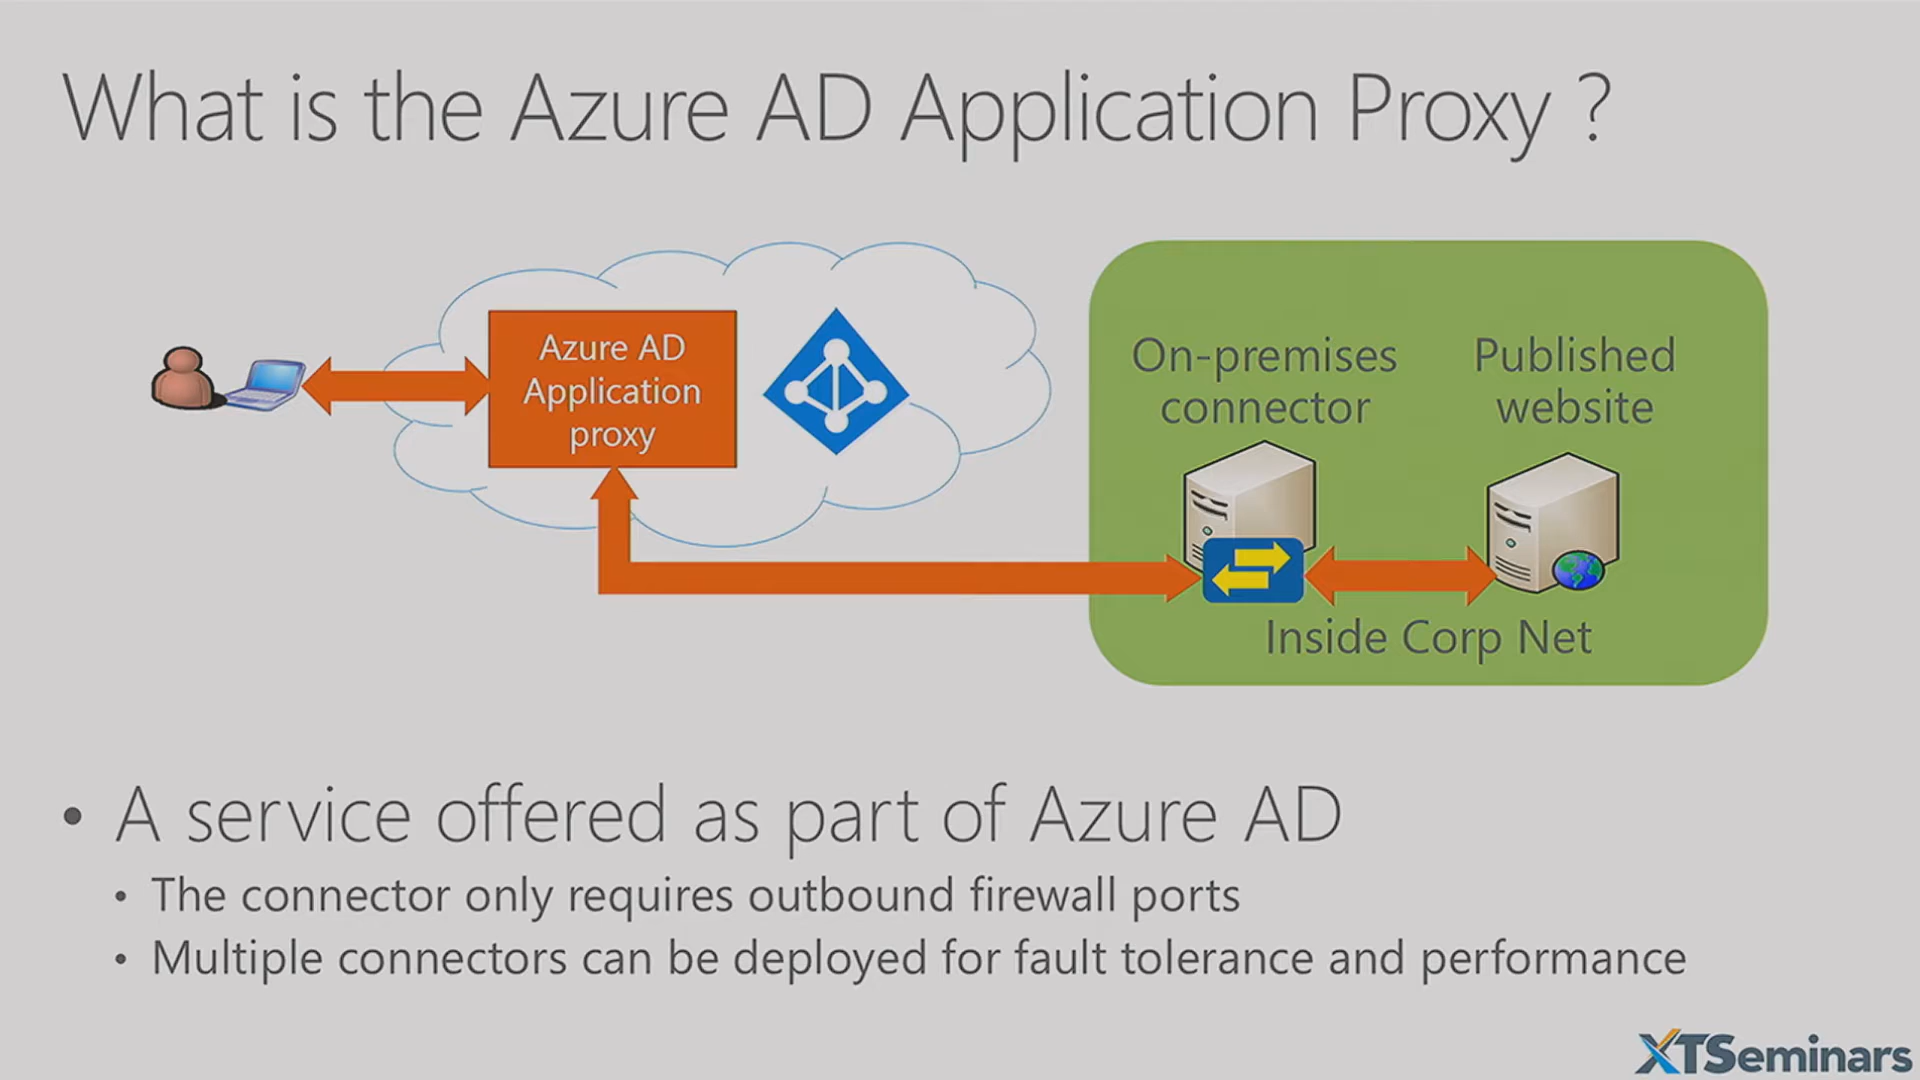 What is the Azure AD Application Proxy ?
Azure AD
Application
proxy
On-premises
connector
Published
website
Inside Corp Net
• A service offered as part of Azure AD
• The connector only requires outbound firewall ports
• Multiple connectors can be deployed for fault tolerance and performance
XTSeminars